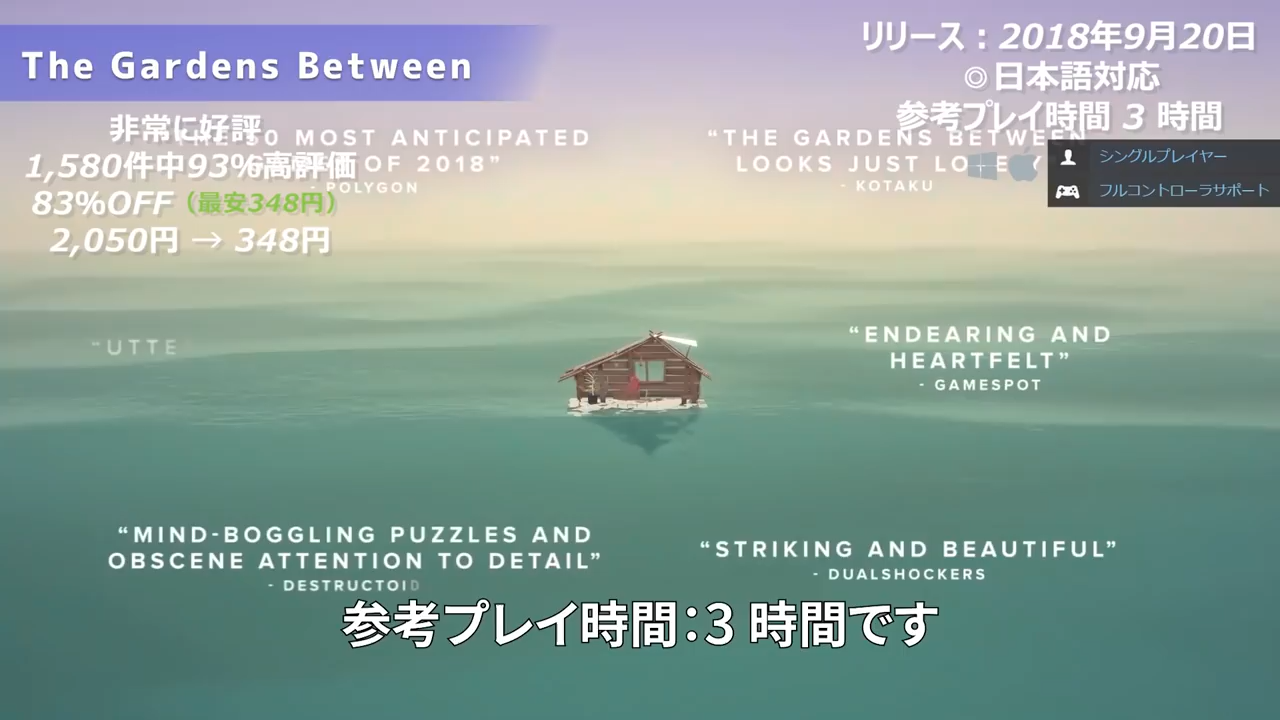 The Gardens Between
リリース：2018年9月20日
◎日本語対応
参考プレイ時間 3 時間
非常に好評
1,580件中93%高評価
83%OFF（最安348円）
2,050円 → 348円
シングルプレイヤー
フルコントローラサポート
50 MOST ANTICIPATED
OF 2018”
- POLYGON
“THE GARDENS BETWEEN
LOOKS JUST
- KOTAKU
“UTTE
“ENDEARING AND
HEARTFELT”
- GAMESPOT
“MIND-BOGGLING PUZZLES AND
OBSCENE ATTENTION TO DETAIL”
- DESTRUCTOID
“STRIKING AND BEAUTIFUL”
- DUALSHOCKERS
参考プレイ時間：3 時間です